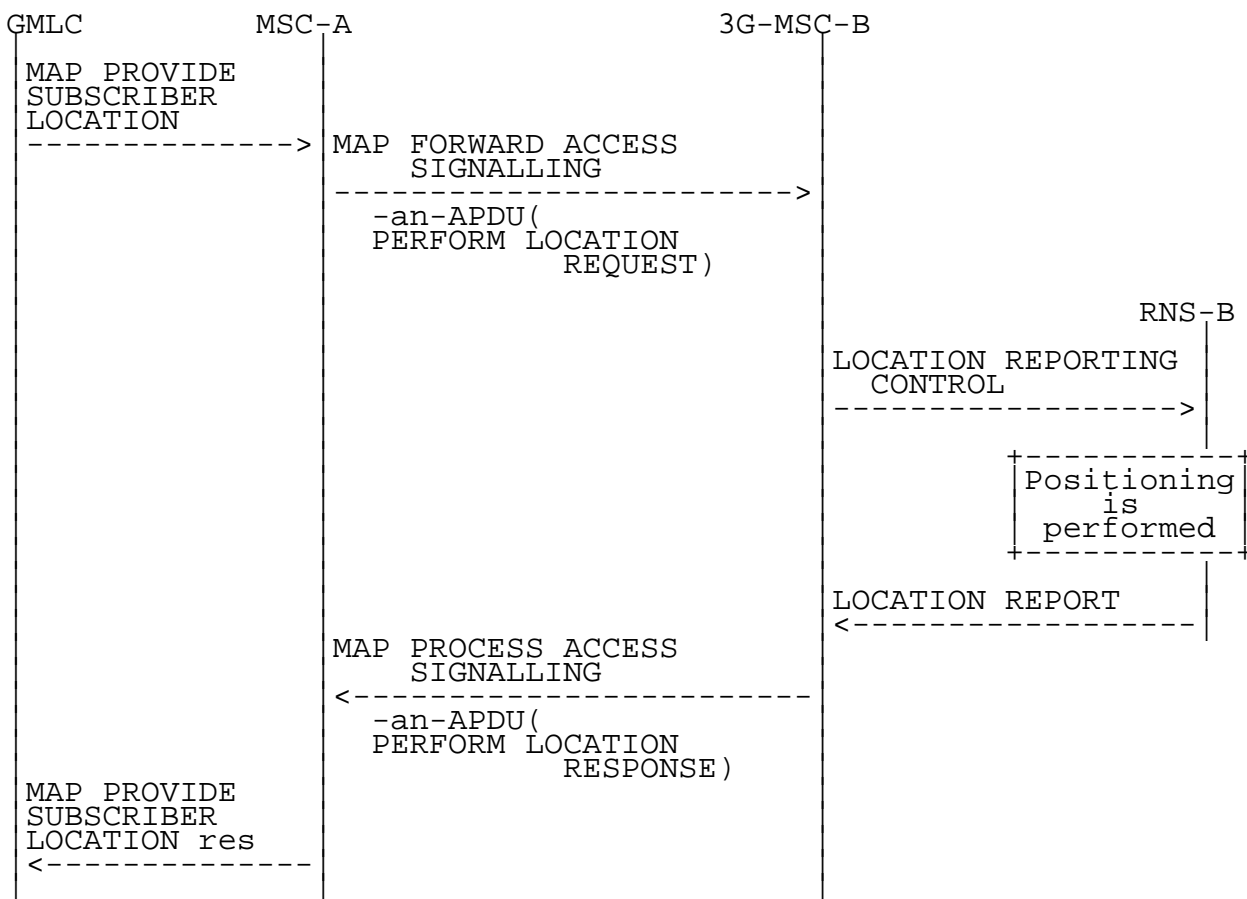 GMLC MSC-A 3G-MSC-B
MAP PROVIDE
SUBSCRIBER
LOCATION
MAP FORWARD ACCESS
SIGNALLING
-an-APDU(
PERFORM LOCATION
REQUEST)
RNS-B
LOCATION REPORTING
CONTROL
Positioning
is
performed
LOCATION REPORT
MAP PROCESS ACCESS
SIGNALLING
-an-APDU(
PERFORM LOCATION
RESPONSE)
MAP PROVIDE
SUBSCRIBER
LOCATION res